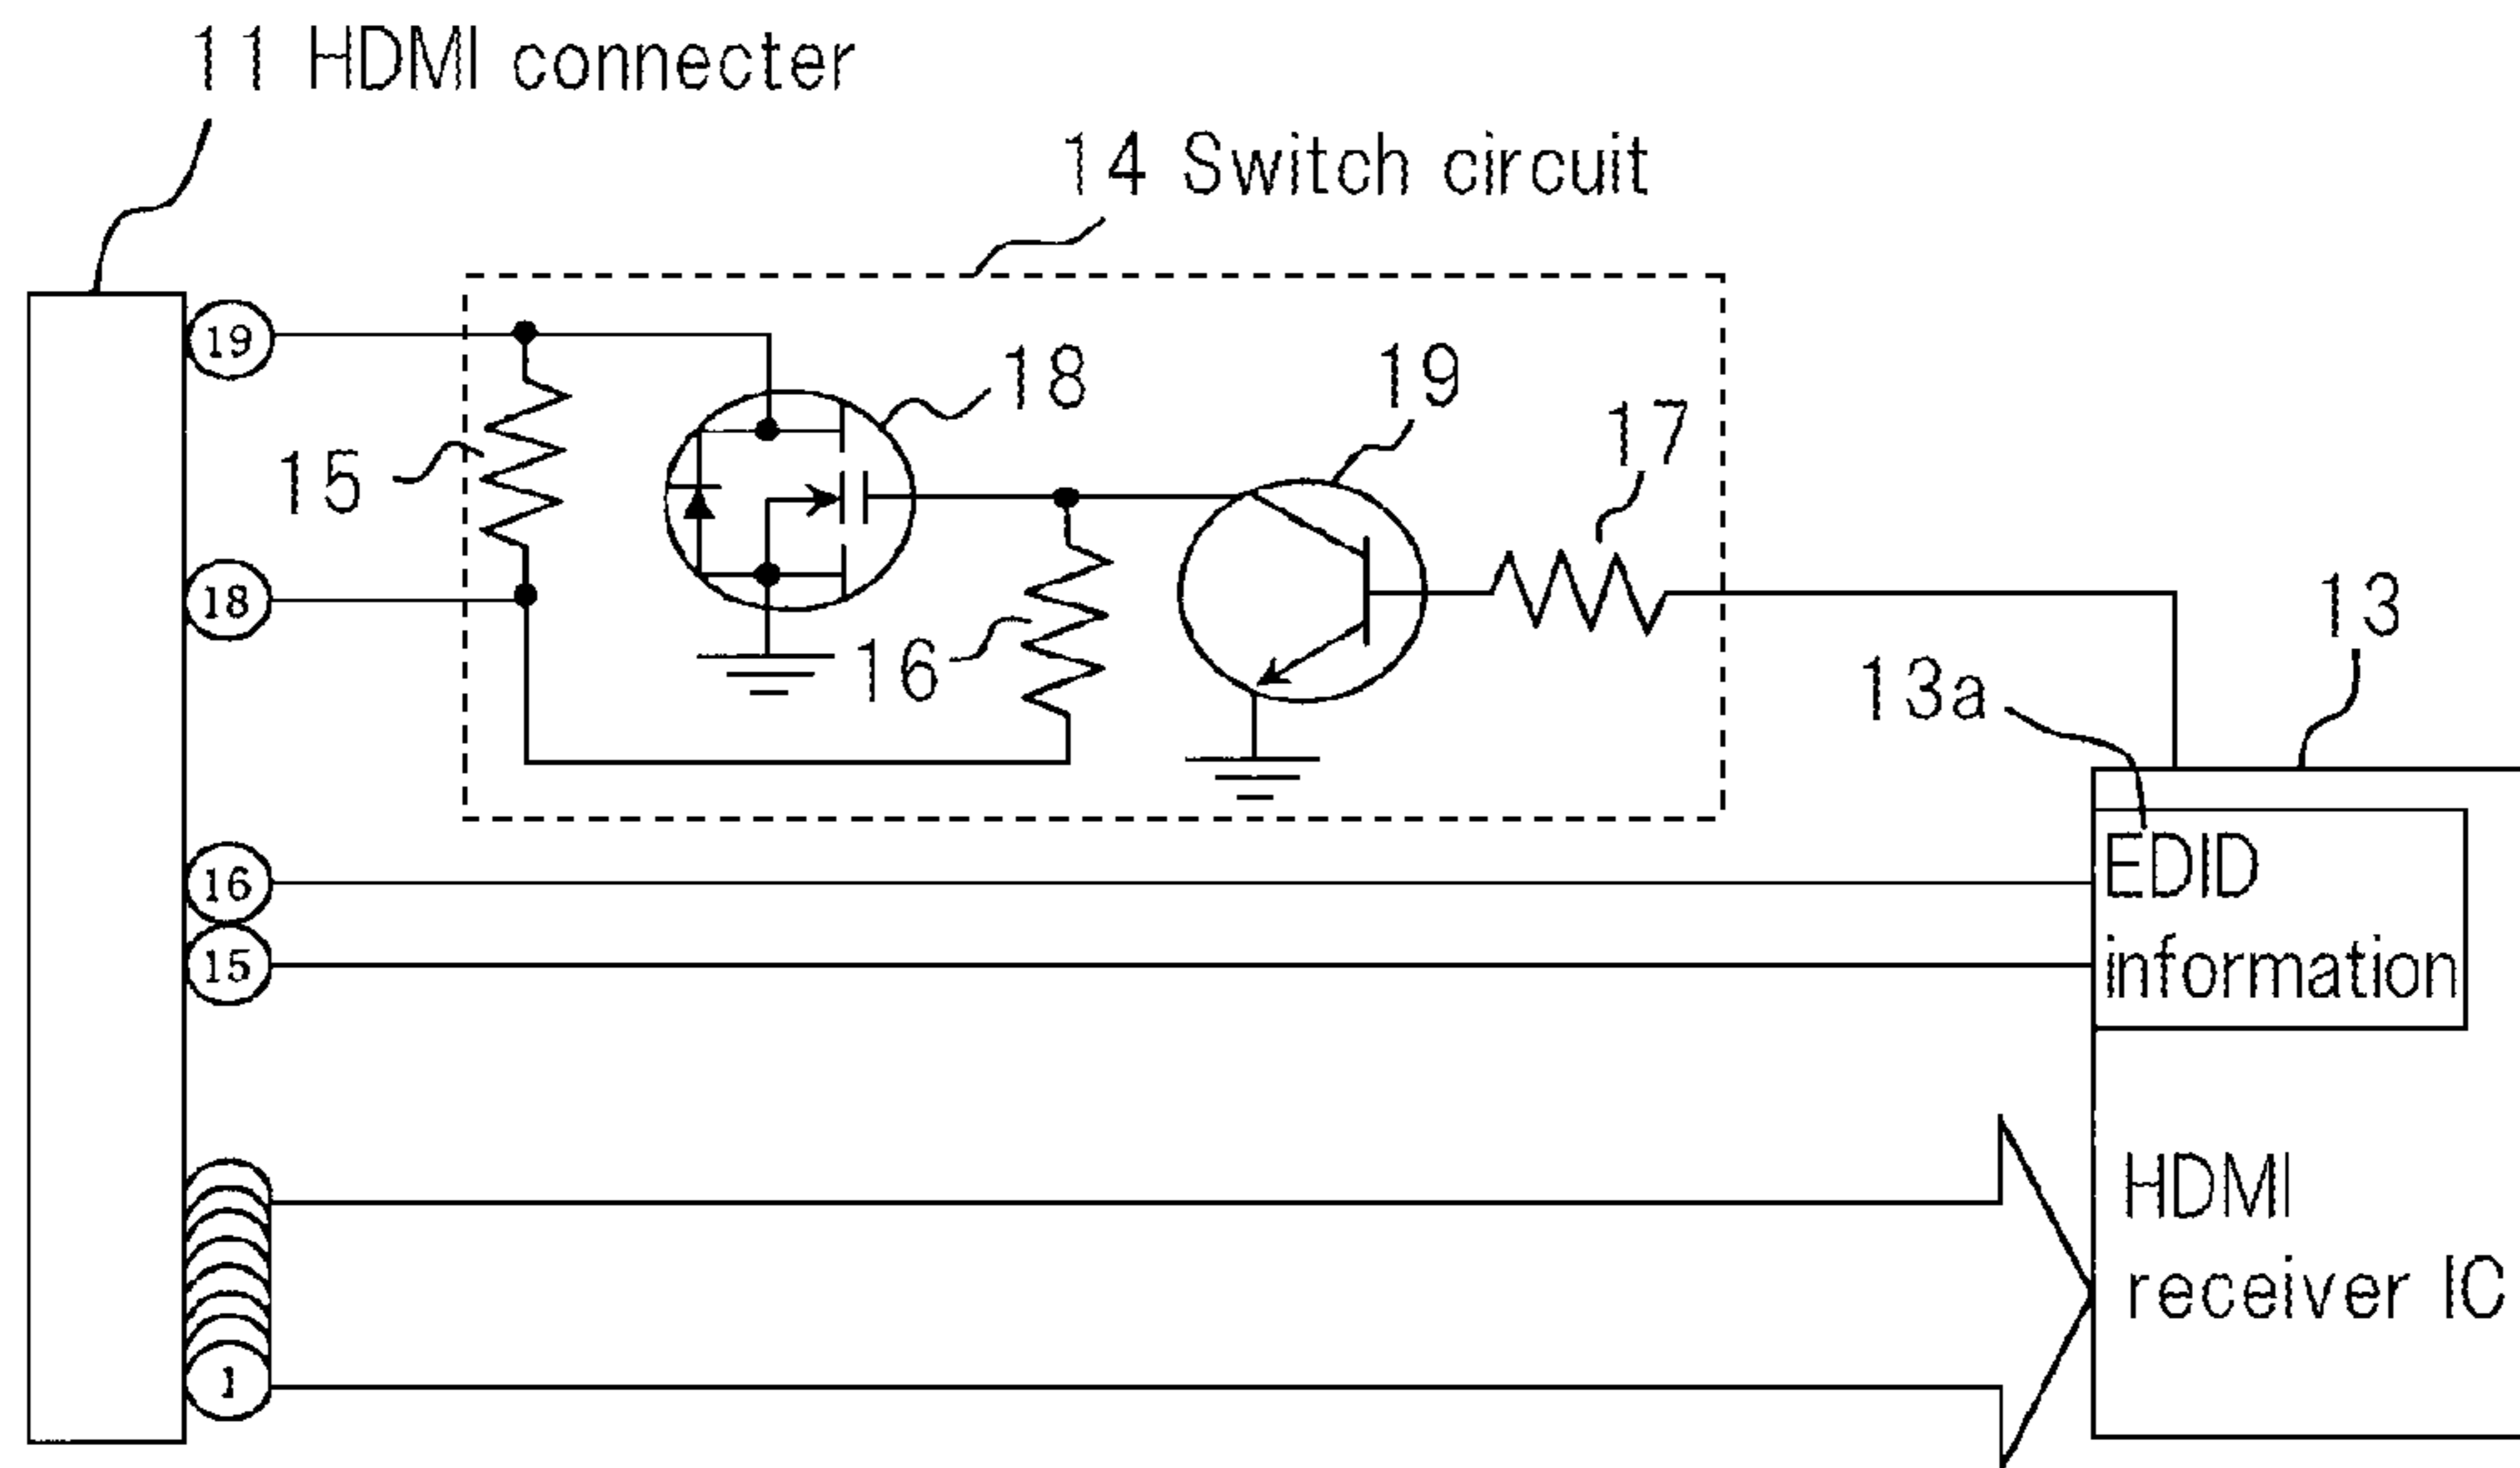 11 HDMI connecter
14 Switch circuit
19
18
19
15
17
18
16
13
13a
16
EDID
15
information
HDMI
receiver IC
1